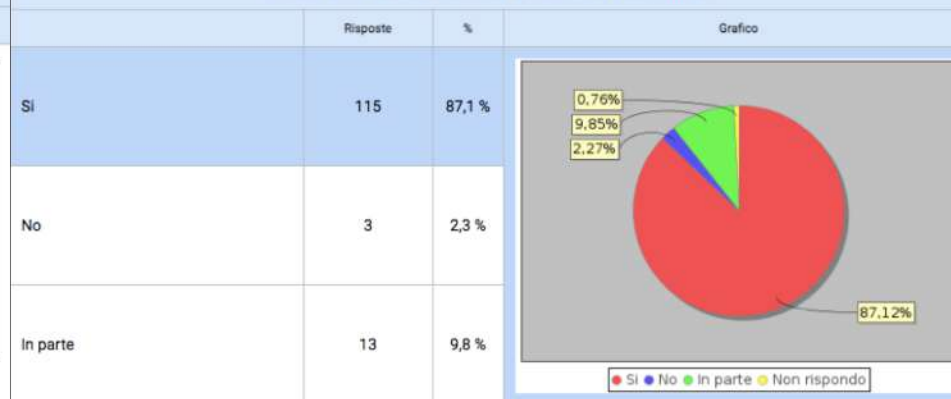 Risposte % Grafico
Si 115 87,1 %
No 3 2,3 %
In parte 13 9,8 %
0,76%
9,85%
2,27%
87,12%
Si No In parte Non rispondo